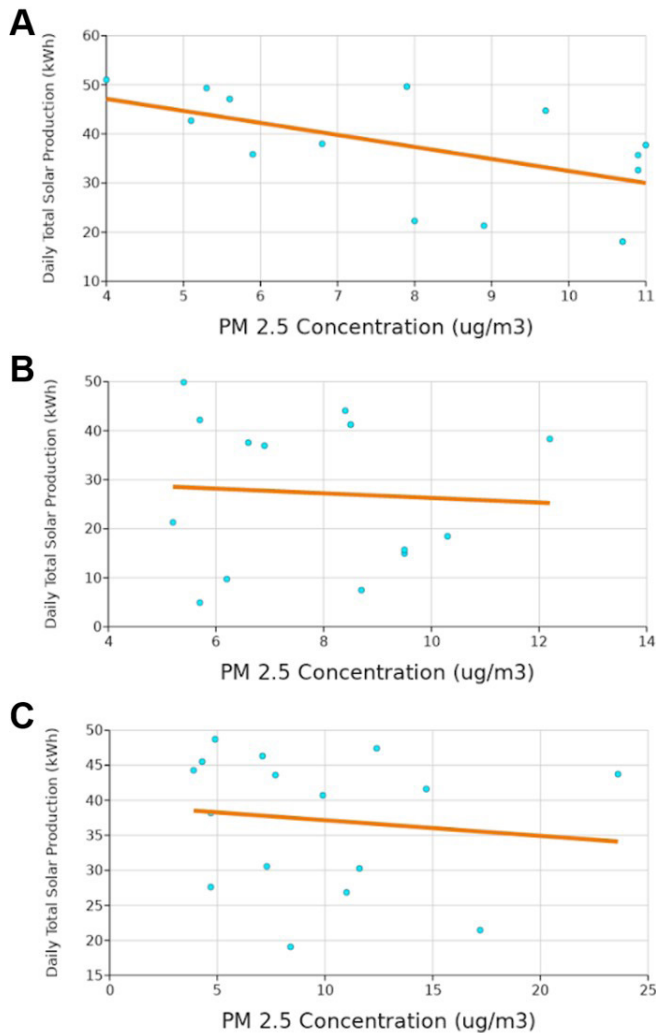 A
Daily Total Solar Production (kWh)
60
50
40
30
20
10
4 5 6 7 8 9 10 11
PM 2.5 Concentration (ug/m3)
B
Daily Total Solar Production (kWh)
50
40
30
20
10
0
4 6 8 10 12 14
PM 2.5 Concentration (ug/m3)
C
Daily Total Solar Production (kWh)
50
45
40
35
30
25
20
15
0 5 10 15 20 25
PM 2.5 Concentration (ug/m3)